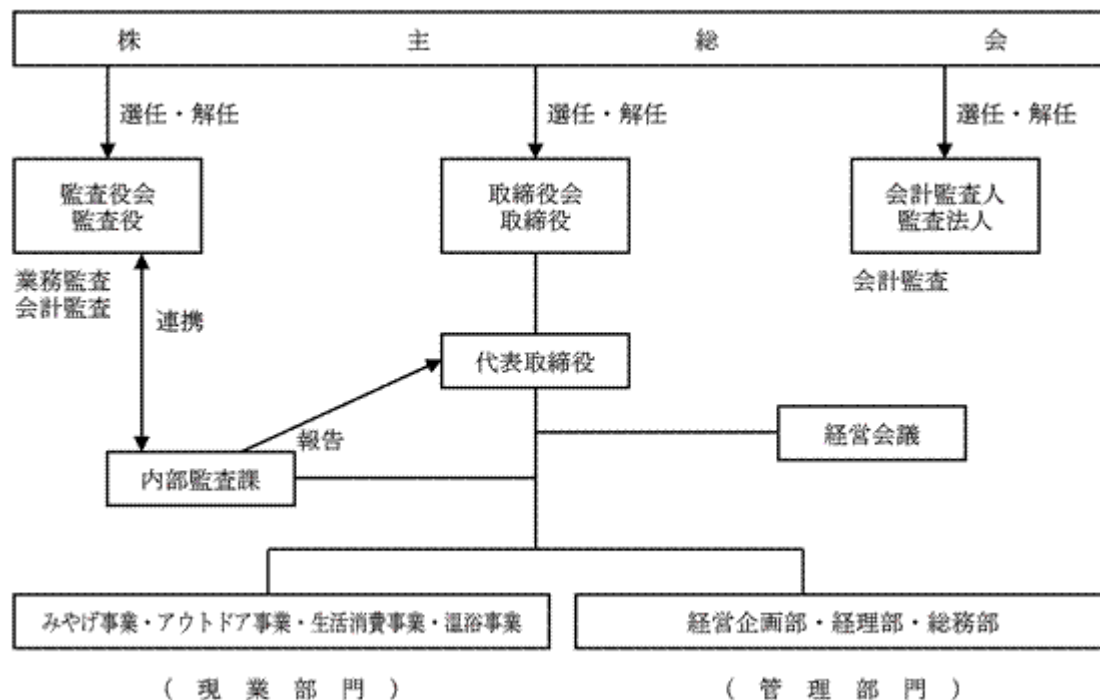 株主総会
選任・解任
選任・解任
選任・解任
監査役会
監査役
取締役会
取締役
会計監査人
監査法人
業務監査
会計監査
会計監査
連携
代表取締役
報告
経営会議
内部監査課
みやげ事業・アウトドア事業・生活消費事業・温浴事業
経営企画部・経理部・総務部
(現業部門)
(管理部門)